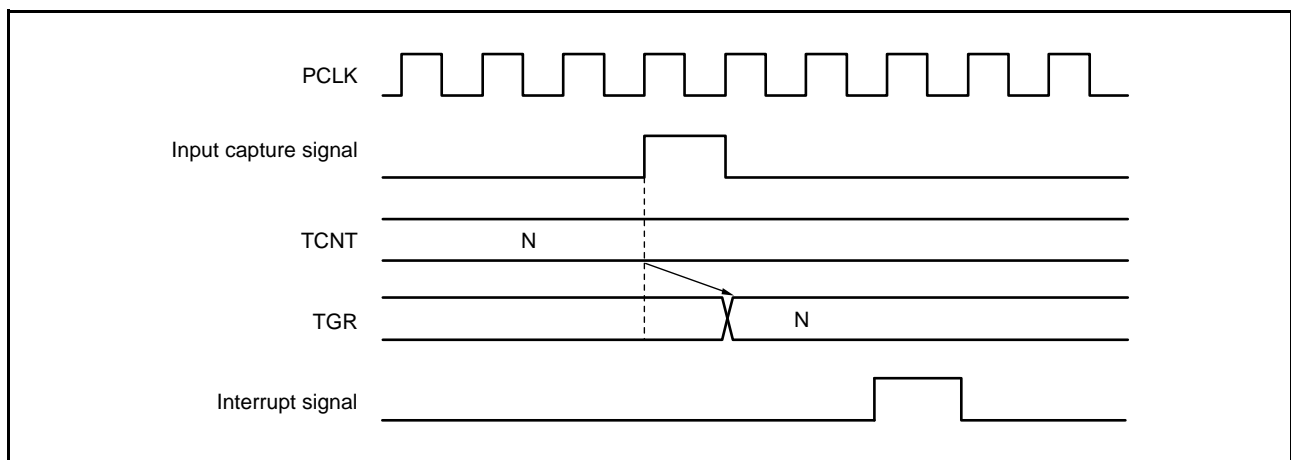 PCLK
Input capture signal
TCNT
N
TGR
N
Interrupt signal